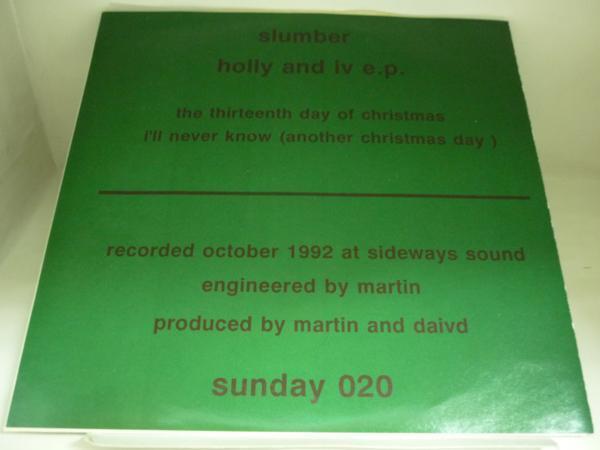 slumber
holly and iv e.p.
the thirteenth day of christmas
i'll never know (another christmas day )
recorded october 1992 at sideways sound
engineered by martin
produced by martin and daivd
sunday 020